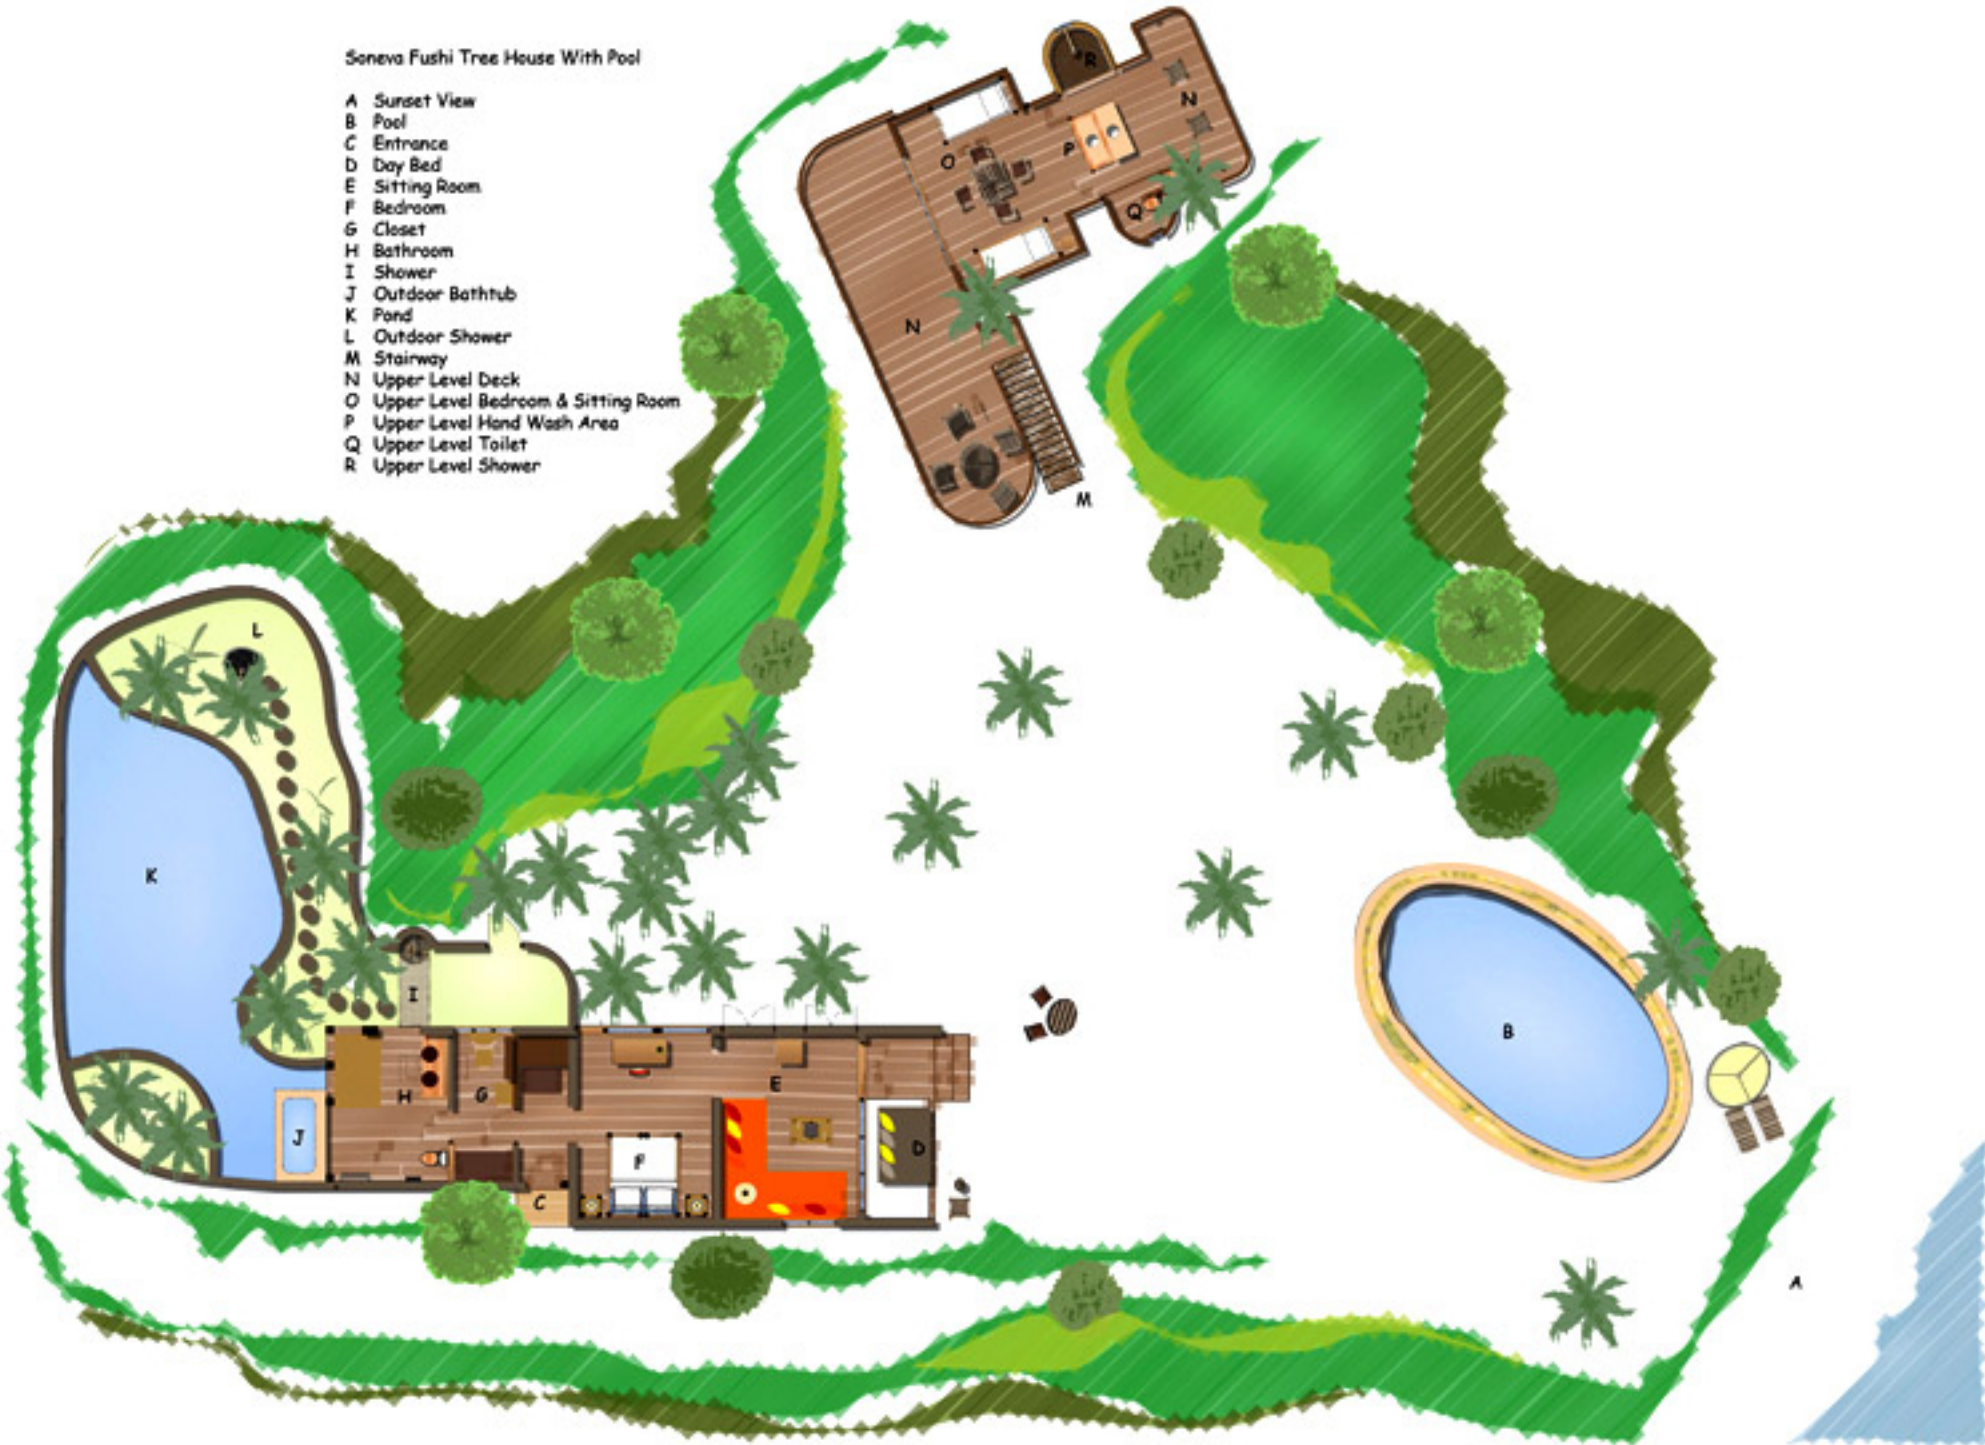 Soneva Fushi Tree House With Pool
A Sunset View
B Pool
C Entrance
D Day Bed
E Sitting Room
F Bedroom
G Closet
H Bathroom
I Shower
J Outdoor Bathtub
K Pond
L Outdoor Shower
M Stairway
N Upper Level Deck
O Upper Level Bedroom & Sitting Room
P Upper Level Hand Wash Area
Q Upper Level Toilet
R Upper Level Shower
R
N
P
O
Q
N
M
L
K
I
B
E
H
G
J
D
F
C
A